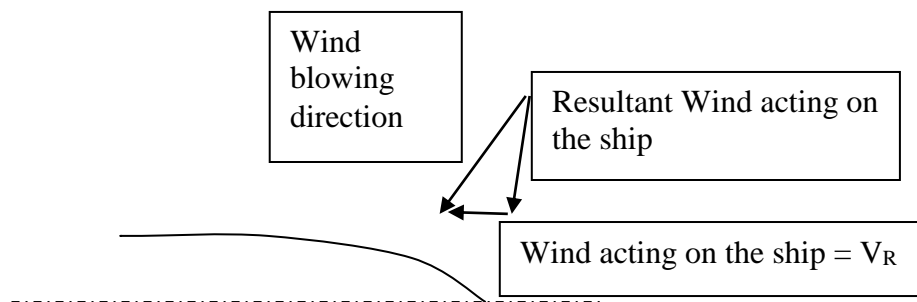 Wind
blowing
direction
Resultant Wind acting on
the ship
Wind acting on the ship = VR